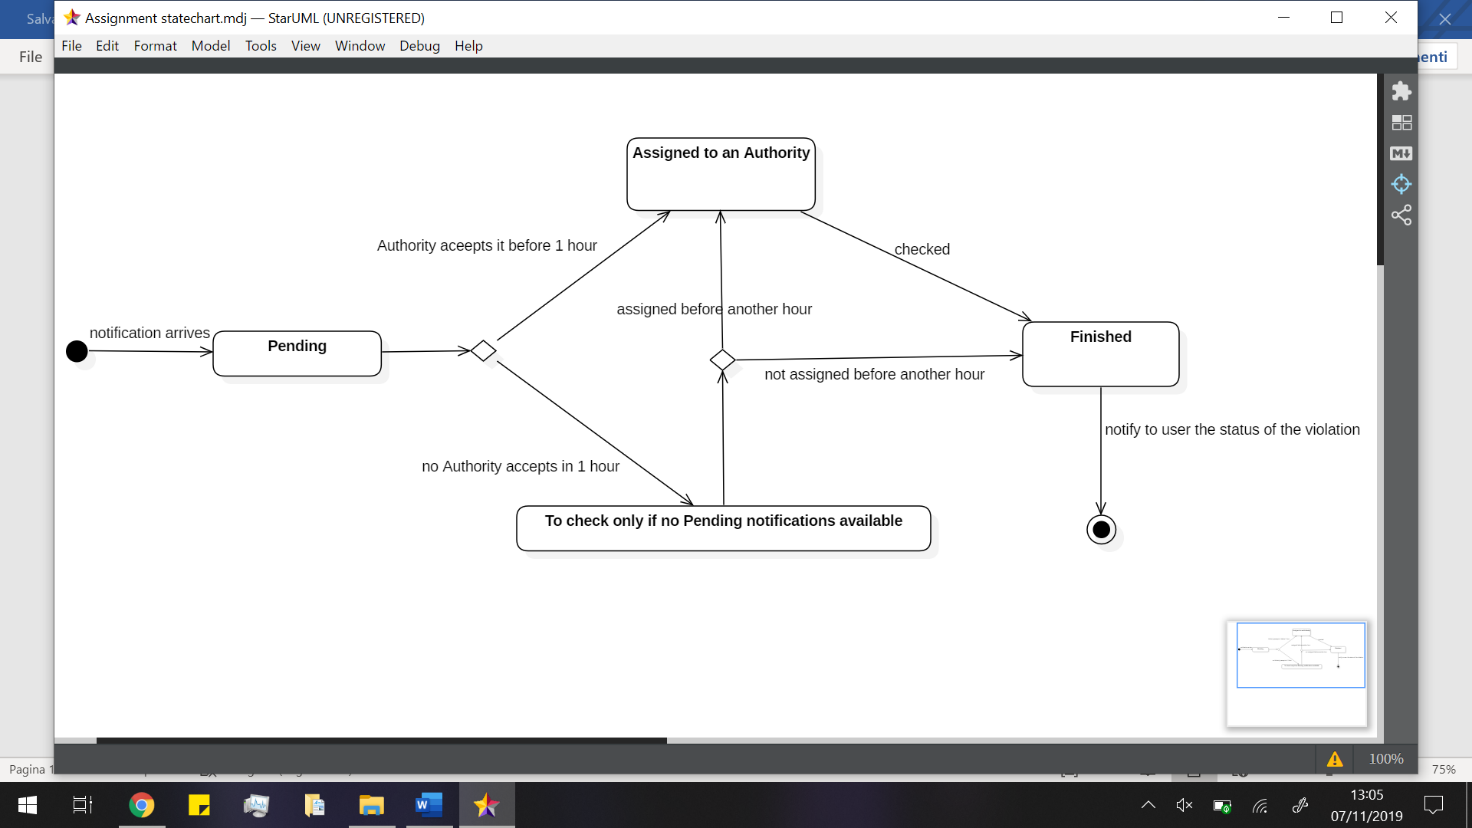 Salva
Assignment statechart.mdj — StarUML (UNREGISTERED)
File
File Edit Format Model Tools View Window Debug Help
Assigned to an Authority
Authority aceepts it before 1 hour
checked
assigned before another hour
notification arrives
Pending
Finished
not assigned before another hour
notify to user the status of the violation
no Authority accepts in 1 hour
To check only if no Pending notifications available
M
100%
Pagina 1
75%
13:05
07/11/2019